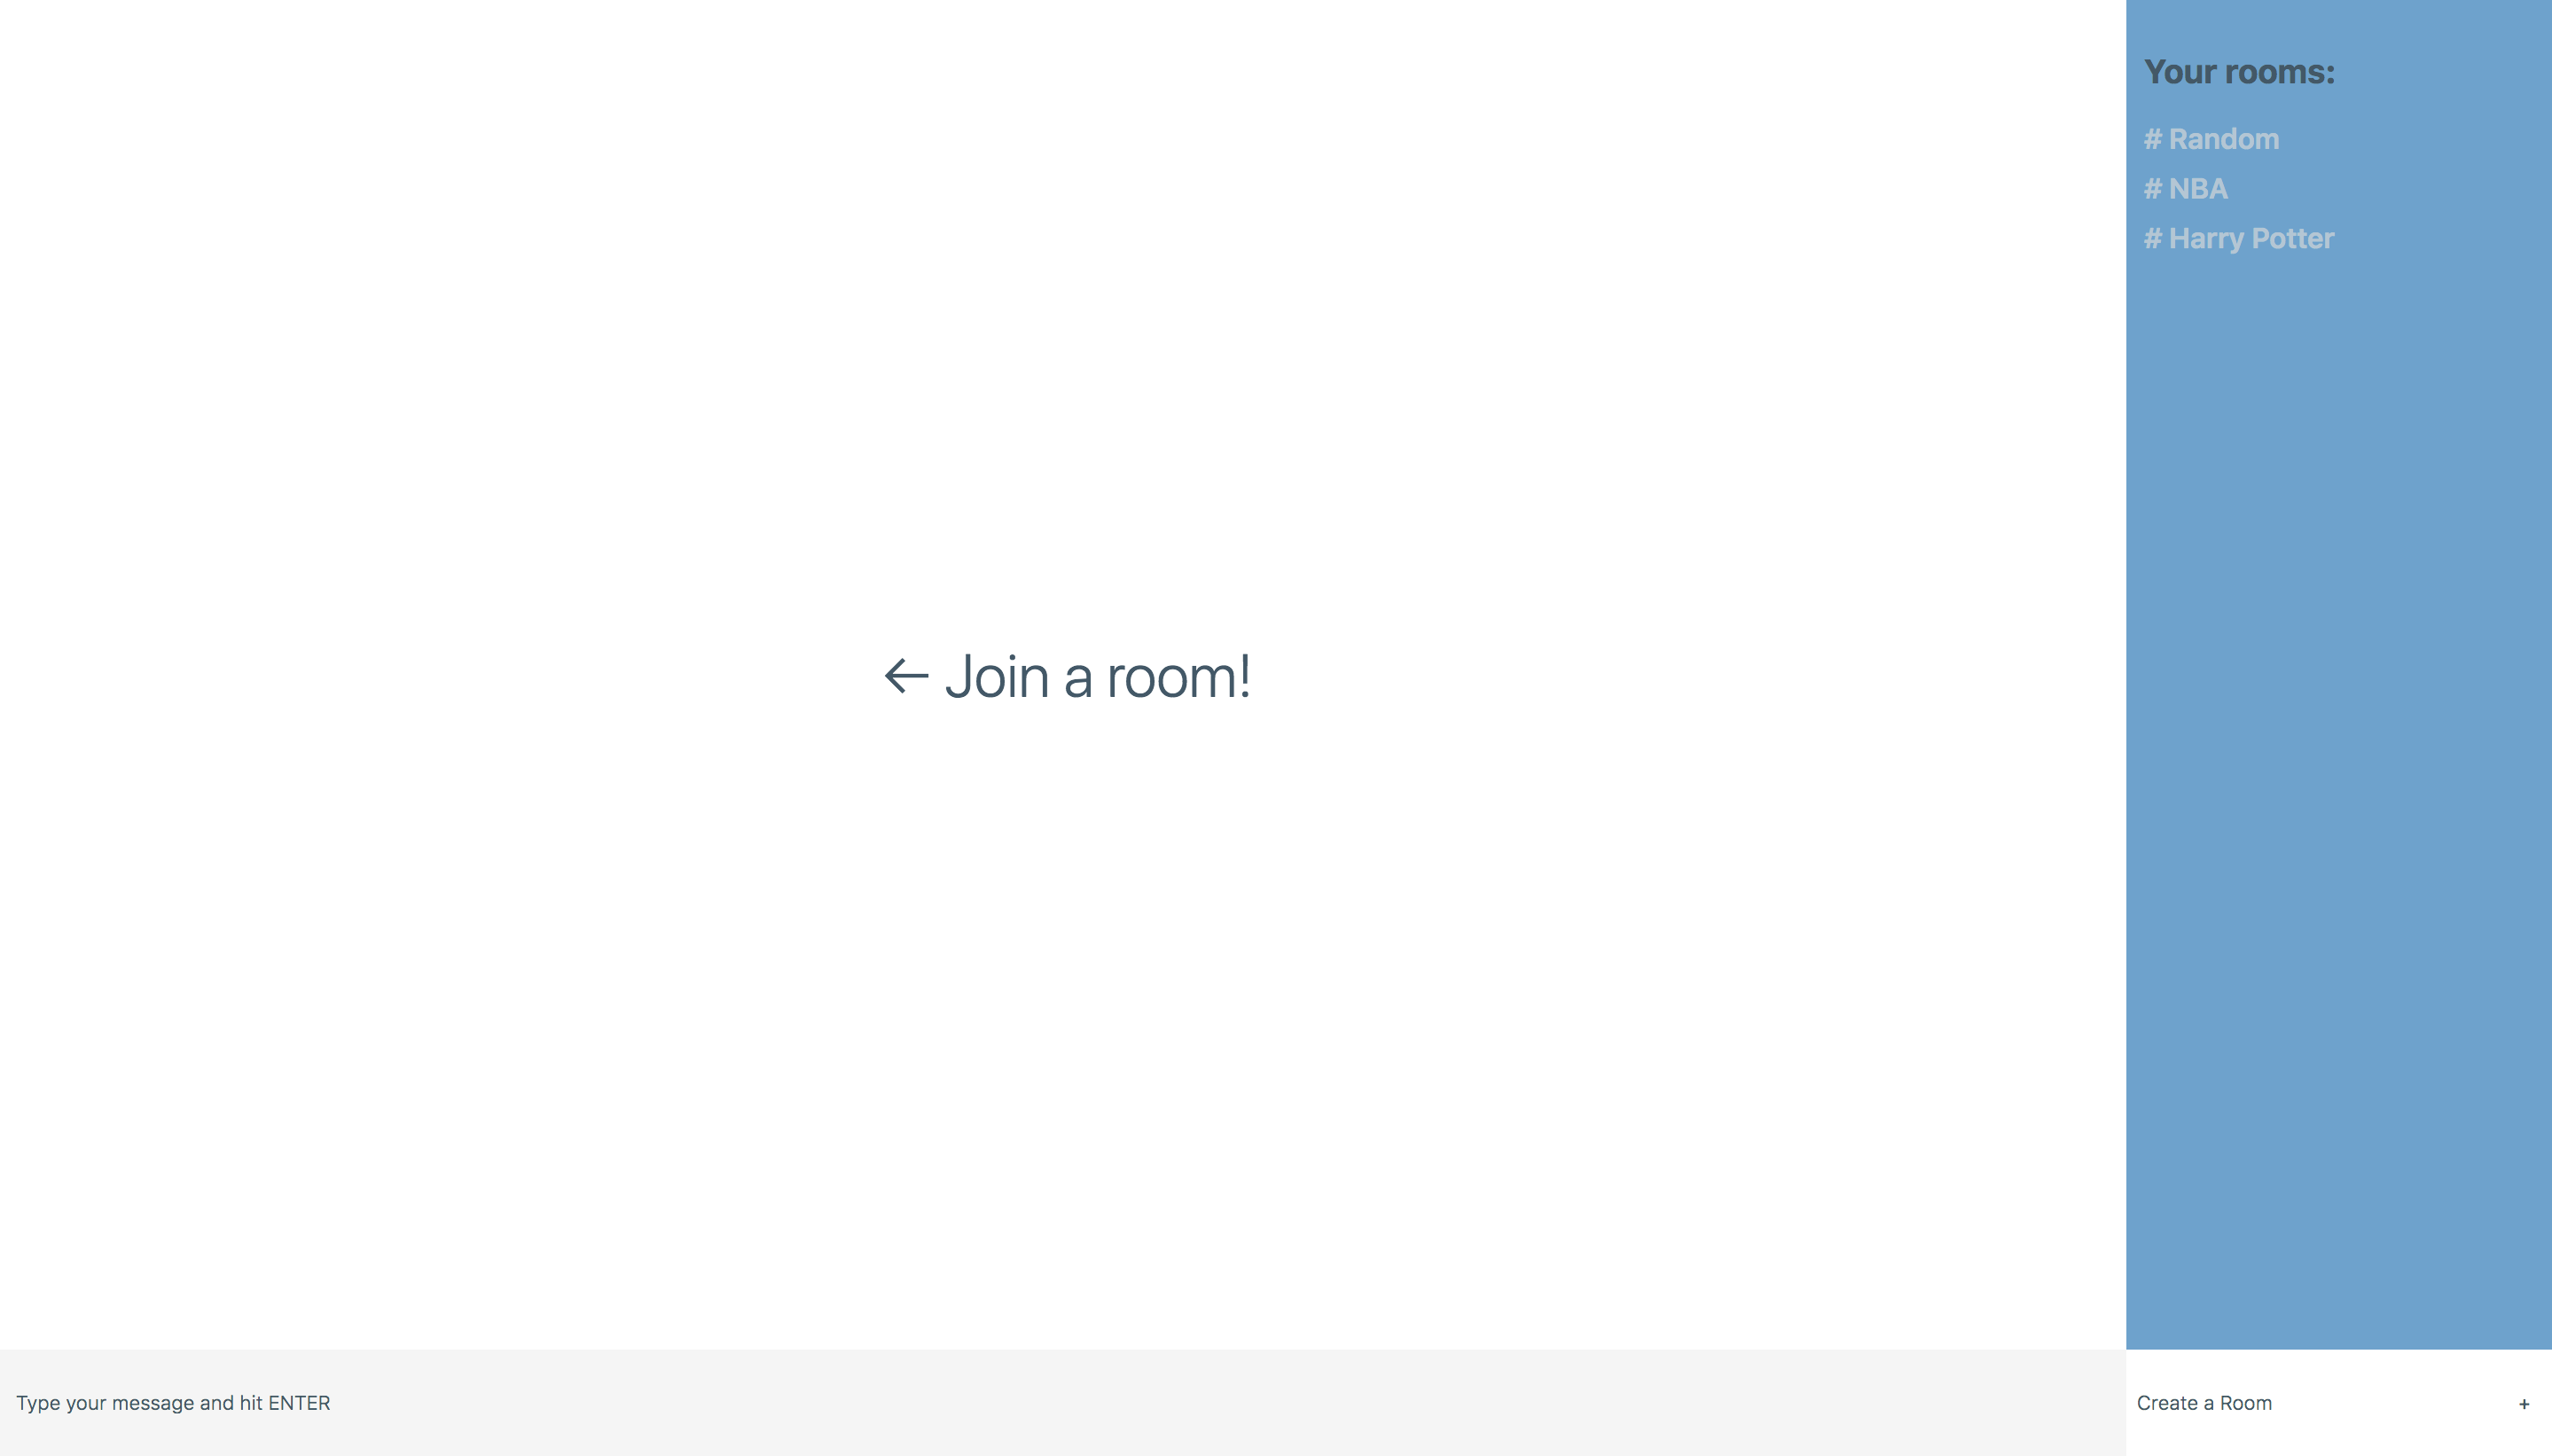 ← Join a room!
Type your message and hit ENTER
Your rooms:
# Random
# NBA
# Harry Potter
Create a Room +